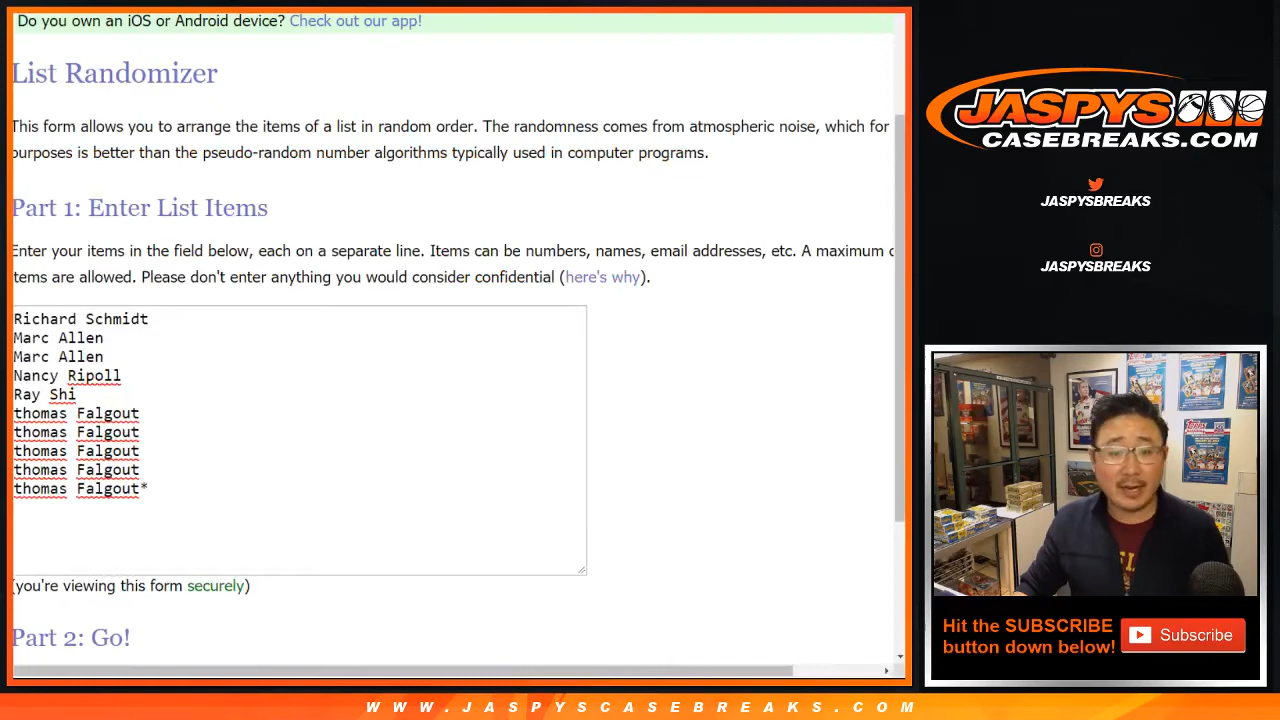 Do you own an iOS or Android device? Check out our app!
List Randomizer
This form allows you to arrange the items of a list in random order. The randomness comes from atmospheric noise, which for
purposes is better than the pseudo-random number algorithms typically used in computer programs.
Part 1: Enter List Items
Enter your items in the field below, each on a separate line. Items can be numbers, names, email addresses, etc. A maximum
items are allowed. Please don't enter anything you would consider confidential (here's why).
Richard Schmidt
Marc Allen
Marc Allen
Nancy Ripoll
Ray Shi
thomas Falgout
thomas Falgout
thomas Falgout
thomas Falgout
thomas Falgout*
(you're viewing this form securely)
Part 2: Go!
JASPYS
CASEBREAKS.COM
JASPYSBREAKS
JASPYSBREAKS
Hit the SUBSCRIBE
button down below!
Subscribe
WWW.JASPYSCASEBREAKS.COM